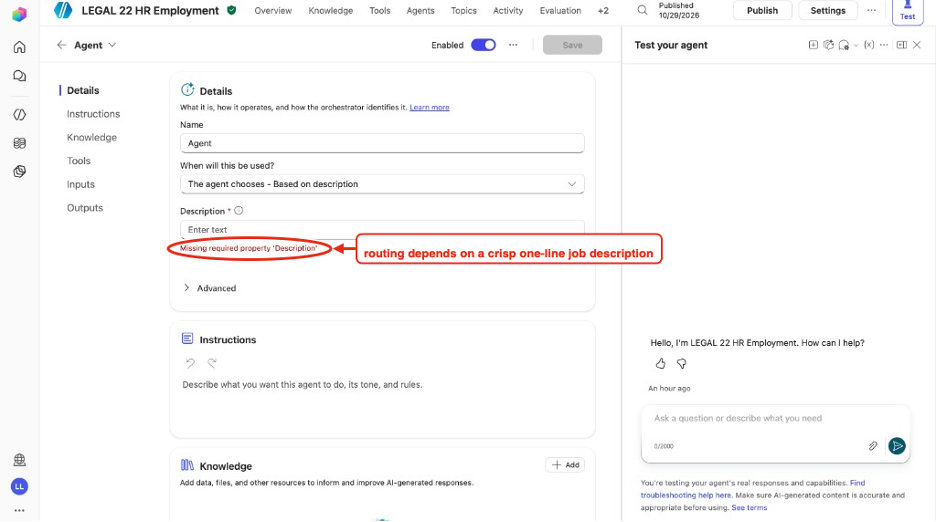 LEGAL 22 HR Employment
Overview
Knowledge
Tools
Agents
Topics
Activity
Evaluation
+2
Published
10/29/2026
Publish
Settings
...
Test
Agent
Enabled
...
Save
Details
Instructions
Knowledge
Tools
Inputs
Outputs
Details
What it is, how it operates, and how the orchestrator identifies it. Learn more
Name
Agent
When will this be used?
The agent chooses - Based on description
Description *
Enter text
Missing required property 'Description'
routing depends on a crisp one-line job description
Advanced
Instructions
Describe what you want this agent to do, its tone, and rules.
Knowledge
+ Add
Add data, files, and other resources to inform and improve AI-generated responses.
LL
...
Test your agent
{x}
...
Hello, I'm LEGAL 22 HR Employment. How can I help?
An hour ago
Ask a question or describe what you need
0/2000
You're testing your agent's real responses and capabilities. Find
troubleshooting help here. Make sure AI-generated content is accurate and
appropriate before using. See terms